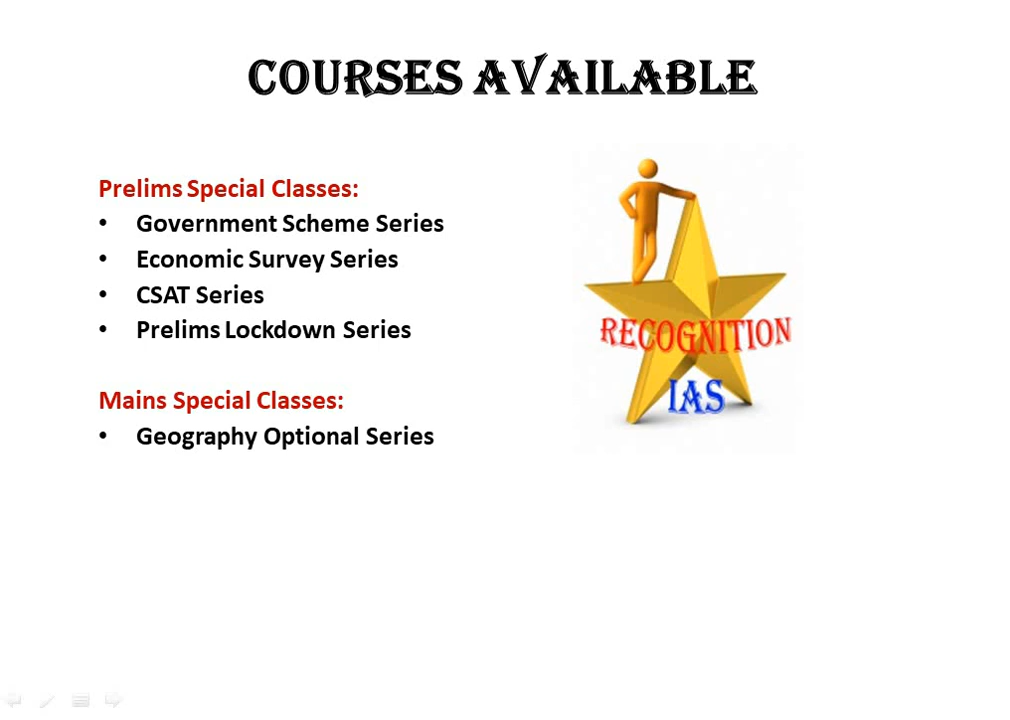 COURSES AVAILABLE
Prelims Special Classes:
• Government Scheme Series
• Economic Survey Series
• CSAT Series
• Prelims Lockdown Series
Mains Special Classes:
• Geography Optional Series
RECOGNITION
IAS